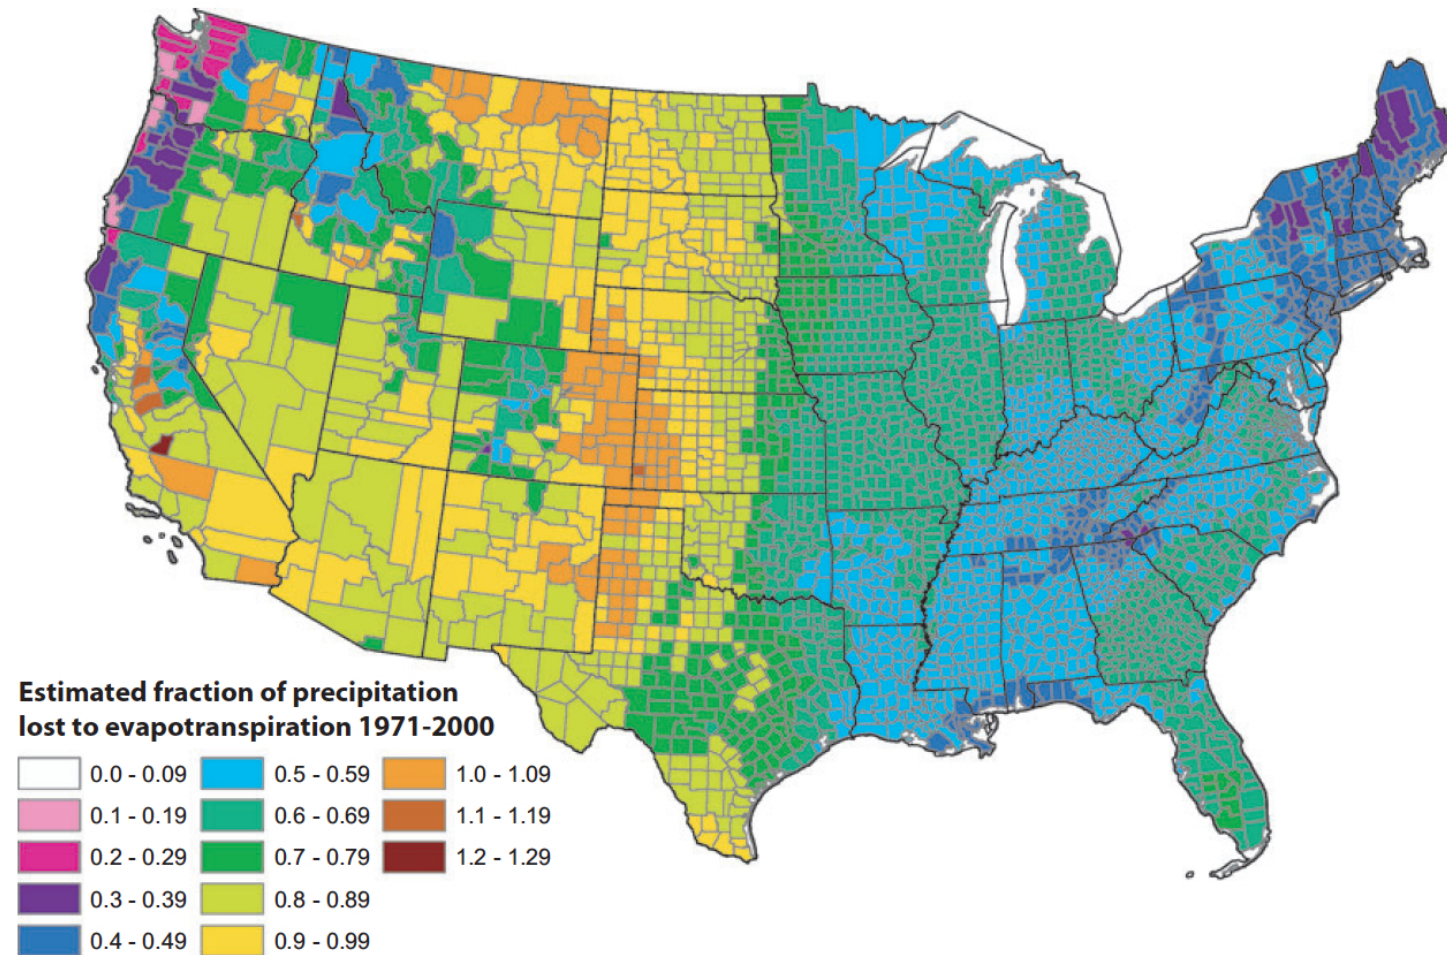 Estimated fraction of precipitation
lost to evapotranspiration 1971-2000
0.0 - 0.09
0.5 - 0.59
1.0 - 1.09
0.1 - 0.19
0.6 - 0.69
1.1 - 1.19
0.2 - 0.29
0.7 - 0.79
1.2 - 1.29
0.3 - 0.39
0.8 - 0.89
0.4 - 0.49
0.9 - 0.99